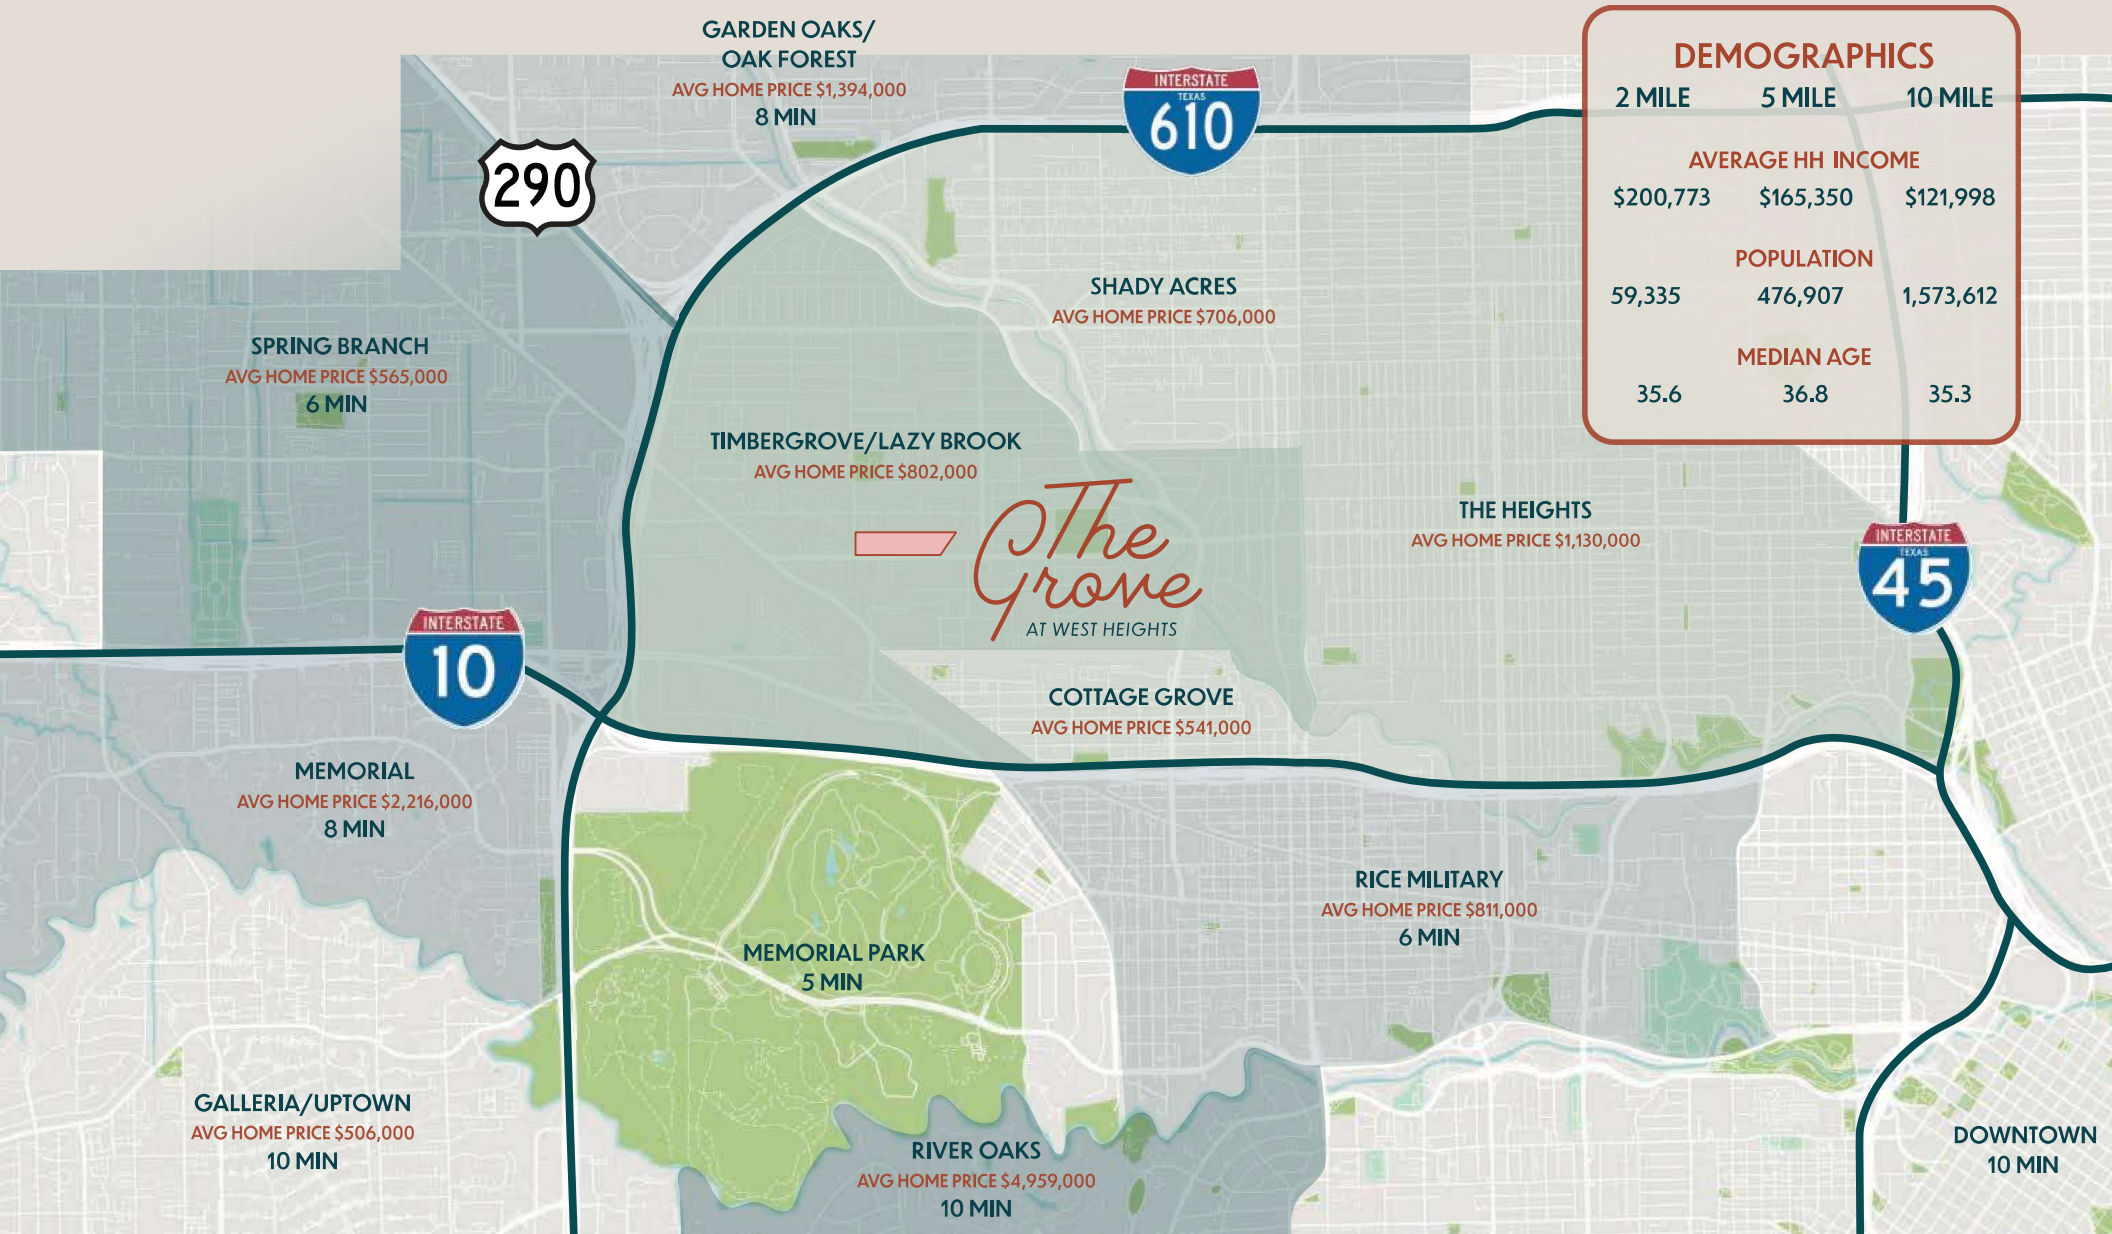 GARDEN OAKS/
OAK FOREST
AVG HOME PRICE $1,394,000
8 MIN
INTERSTATE
TEXAS
610
290
DEMOGRAPHICS
2 MILE 5 MILE 10 MILE
AVERAGE HH INCOME
$200,773 $165,350 $121,998
POPULATION
59,335 476,907 1,573,612
MEDIAN AGE
35.6 36.8 35.3
SHADY ACRES
AVG HOME PRICE $706,000
SPRING BRANCH
AVG HOME PRICE $565,000
6 MIN
TIMBERGROVE/LAZY BROOK
AVG HOME PRICE $802,000
The
Grove
AT WEST HEIGHTS
THE HEIGHTS
AVG HOME PRICE $1,130,000
INTERSTATE
TEXAS
45
INTERSTATE
10
COTTAGE GROVE
AVG HOME PRICE $541,000
MEMORIAL
AVG HOME PRICE $2,216,000
8 MIN
RICE MILITARY
AVG HOME PRICE $811,000
6 MIN
MEMORIAL PARK
5 MIN
GALLERIA/UPTOWN
AVG HOME PRICE $506,000
10 MIN
RIVER OAKS
AVG HOME PRICE $4,959,000
10 MIN
DOWNTOWN
10 MIN